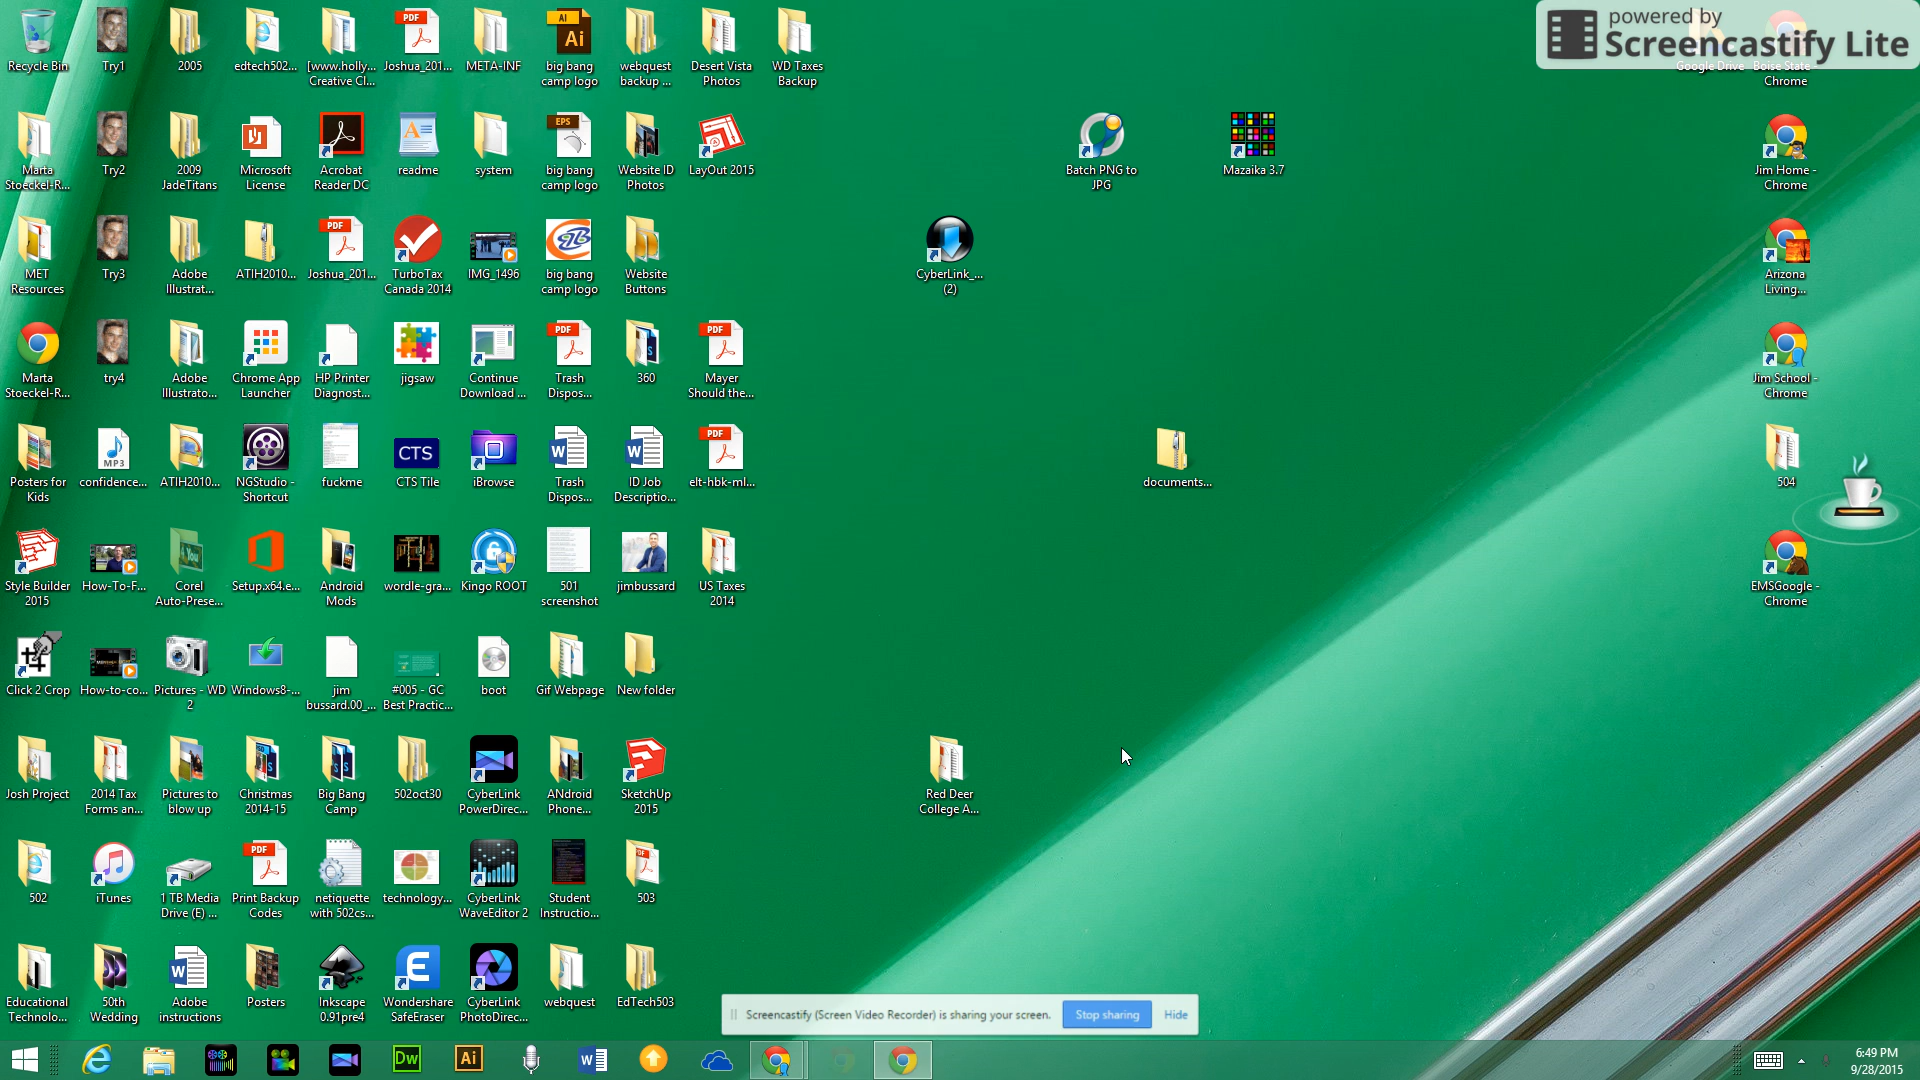 powered by
Screencastify Lite
Recycle Bin
Try1
2005
edtech502...
[www.holly...
Creative Cl...
PDF
Joshua_201...
META-INF
Ai
Ai
big bang
camp logo
webquest
backup ...
Desert Vista
Photos
WD Taxes
Backup
Google Drive
Boise State -
Chrome
Marta
Stoeckel-R...
Try2
2009
JadeTitans
Microsoft
License
Acrobat
Reader DC
readme
system
EPS
big bang
camp logo
Website ID
Photos
LayOut 2015
Batch PNG to
JPG
Mazaika 3.7
Jim Home -
Chrome
MET
Resources
Try3
Adobe
Illustrat...
ATIH2010...
PDF
Joshua_201...
TurboTax
Canada 2014
IMG_1496
big bang
camp logo
Website
Buttons
CyberLink_...
(2)
Arizona
Living...
Marta
Stoeckel-R...
try4
Adobe
Illustrato...
Chrome App
Launcher
HP Printer
Diagnost...
jigsaw
Continue
Download ...
PDF
Trash
Dispos...
360
PDF
Mayer
Should the...
Jim School -
Chrome
Posters for
Kids
MP3
confidence...
ATIH2010...
NGStudio -
Shortcut
fuckme
CTS
CTS Tile
iBrowse
Trash
Dispos...
ID Job
Descriptio...
PDF
elt-hbk-ml...
documents...
504
Style Builder
2015
How-To-F...
Corel
Auto-Prese...
Setup.x64.e...
Android
Mods
wordle-gra...
Kingo ROOT
501
screenshot
jimbussard
US Taxes
2014
EMSGoogle -
Chrome
Click 2 Crop
How-to-co...
Pictures - WD
2
Windows8-...
jim
bussard.00_...
#005 - GC
Best Practic...
boot
Gif Webpage
New folder
Josh Project
2014 Tax
Forms an...
Pictures to
blow up
Christmas
2014-15
Big Bang
Camp
502oct30
CyberLink
PowerDirec...
ANdroid
Phone...
SketchUp
2015
Red Deer
College A...
502
iTunes
1 TB Media
Drive (E) ...
PDF
Print Backup
Codes
netiquette
with 502cs...
technology...
CyberLink
WaveEditor 2
Student
Instructio...
503
Educational
Technolo...
50th
Wedding
Adobe
instructions
Posters
Inkscape
0.91pre4
Wondershare
SafeEraser
CyberLink
PhotoDirec...
webquest
EdTech503
Screencastify (Screen Video Recorder) is sharing your screen.
Stop sharing
Hide
Dw
Ai
6:49 PM
9/28/2015